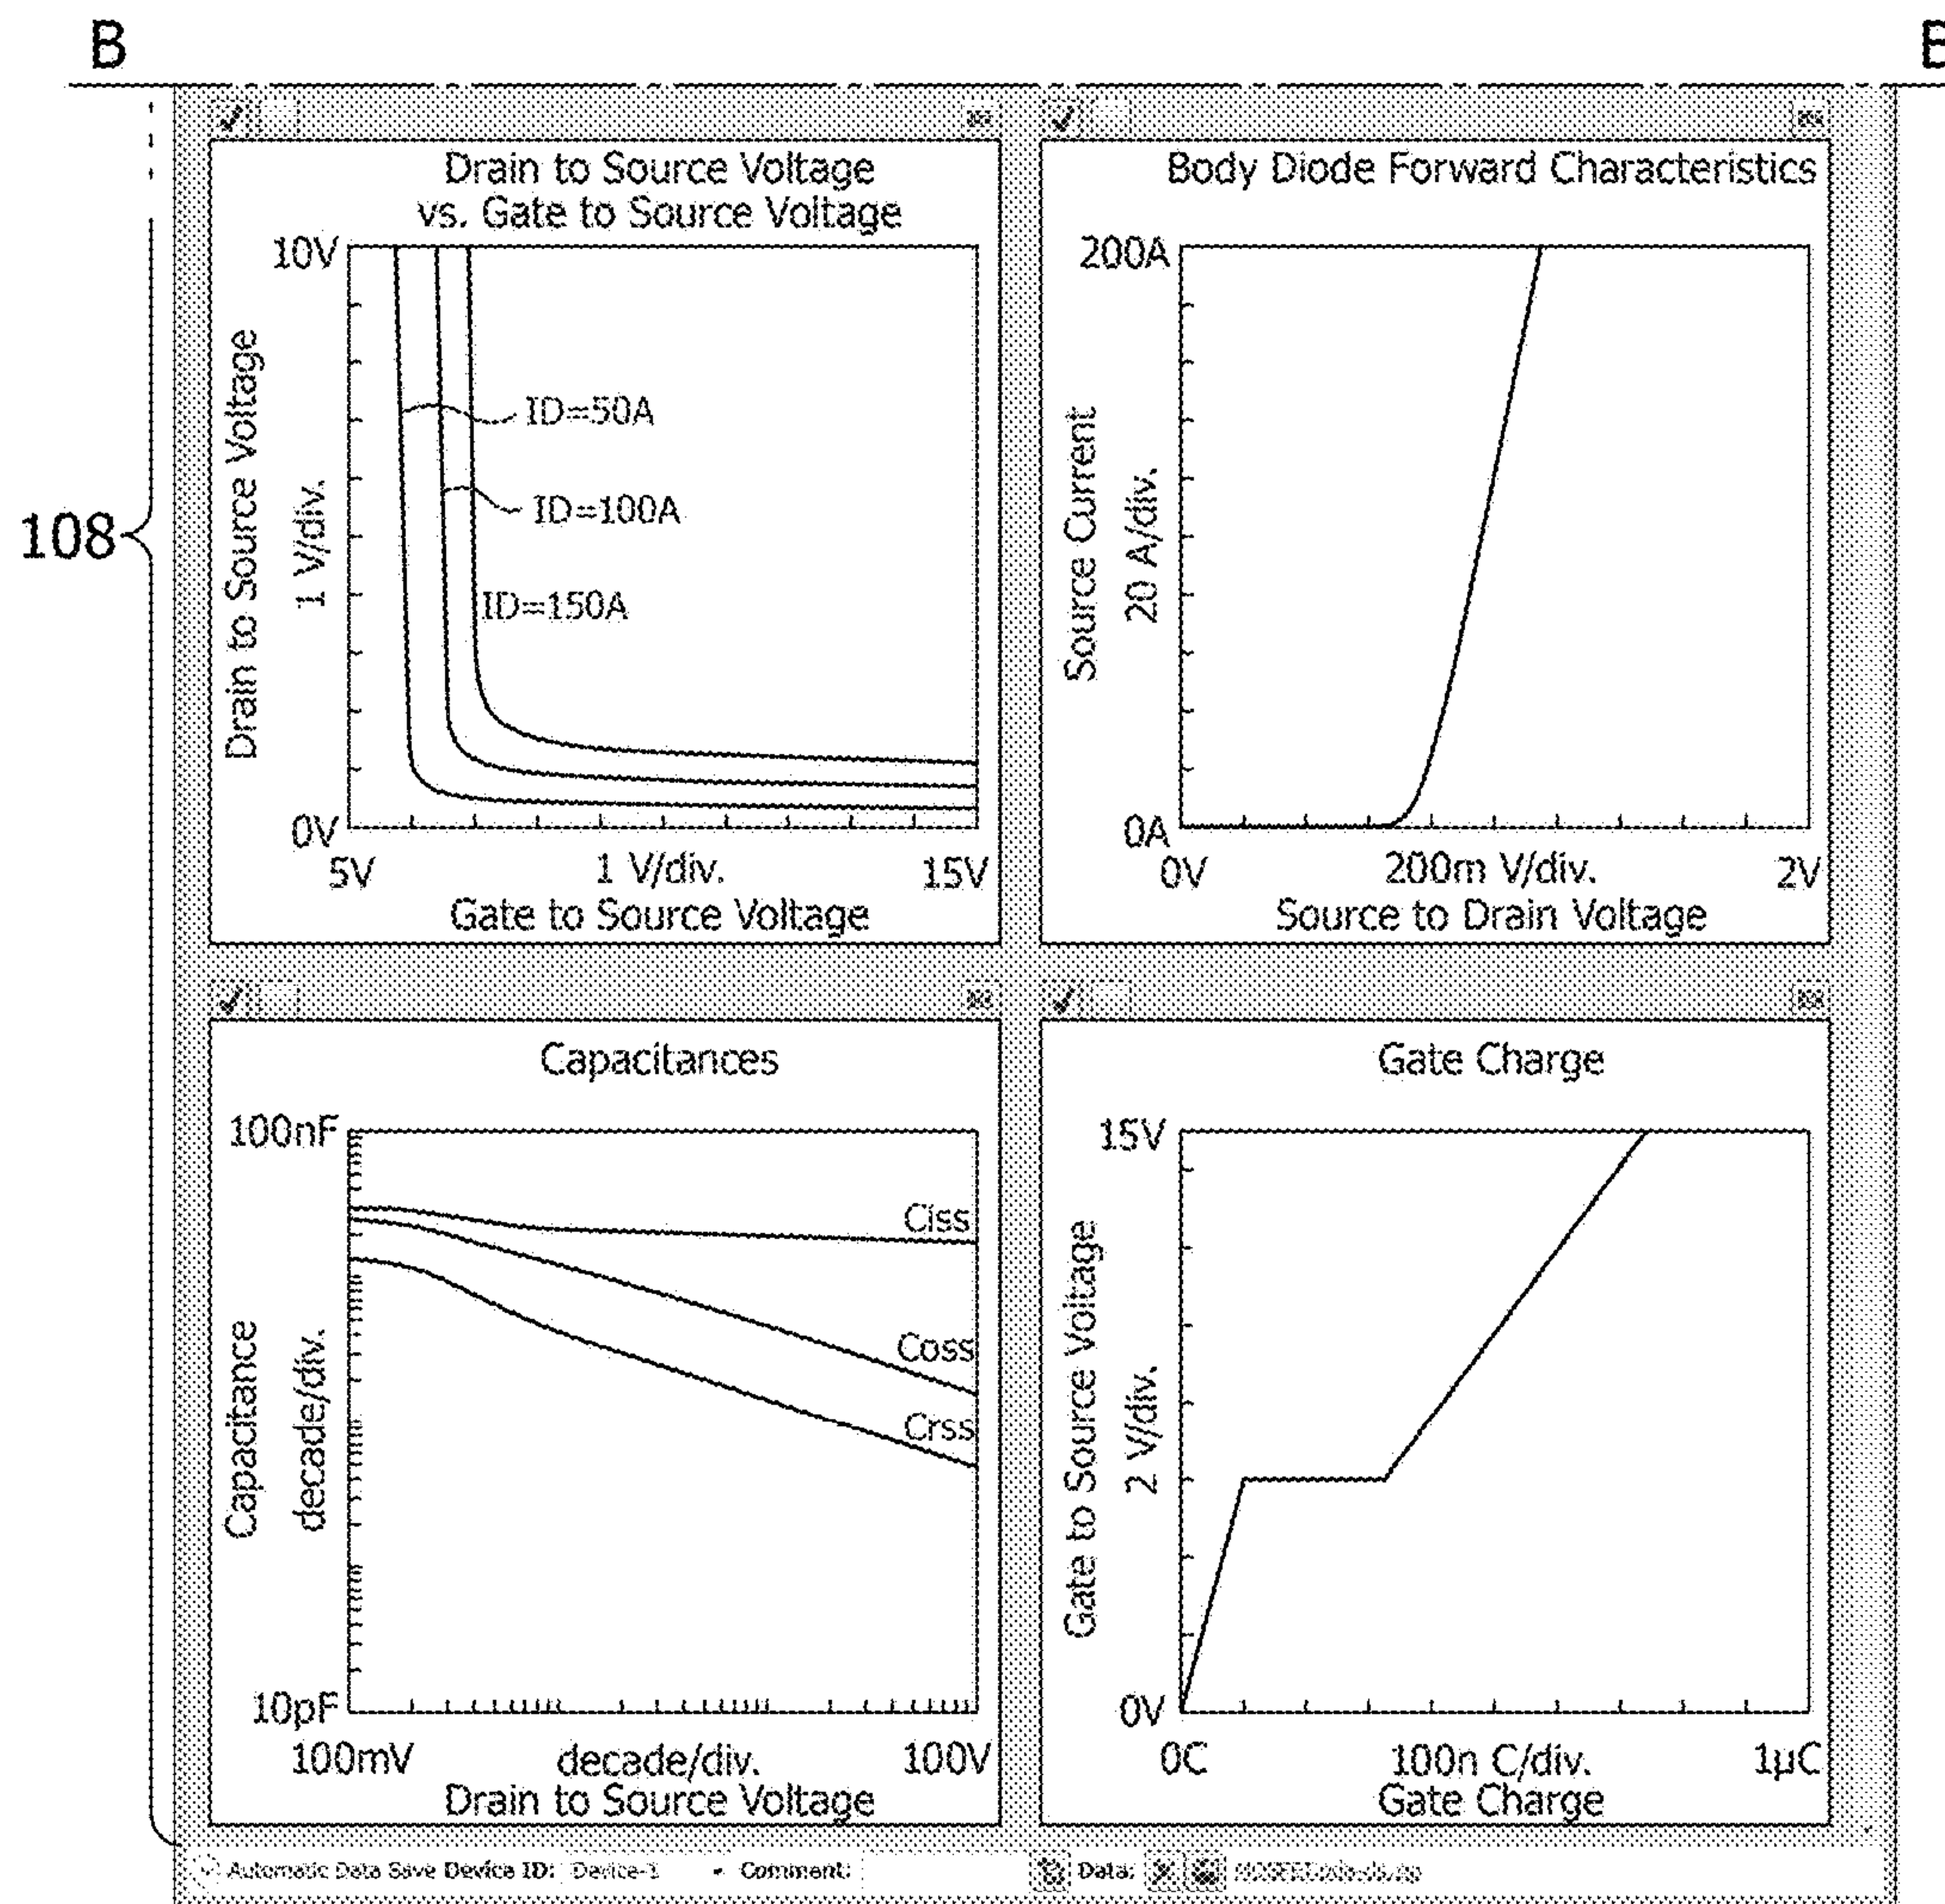 B
108
Drain to Source Voltage
vs. Gate to Source Voltage
10V
Drain to Source Voltage
1 V/div.
ID=50A
ID=100A
ID=150A
0V
5V
1 V/div.
15V
Gate to Source Voltage
Body Diode Forward Characteristics
200A
Source Current
20 A/div.
0A
0V
200m V/div.
2V
Source to Drain Voltage
Capacitances
100nF
Capacitance
decade/div.
Ciss
Coss
Crss
10pF
100mV
decade/div.
100V
Drain to Source Voltage
Gate Charge
15V
Gate to Source Voltage
2 V/div.
0V
0C
100n C/div.
1μC
Gate Charge
Automatic Data Save Device ID: Device-1 Comment: Data: